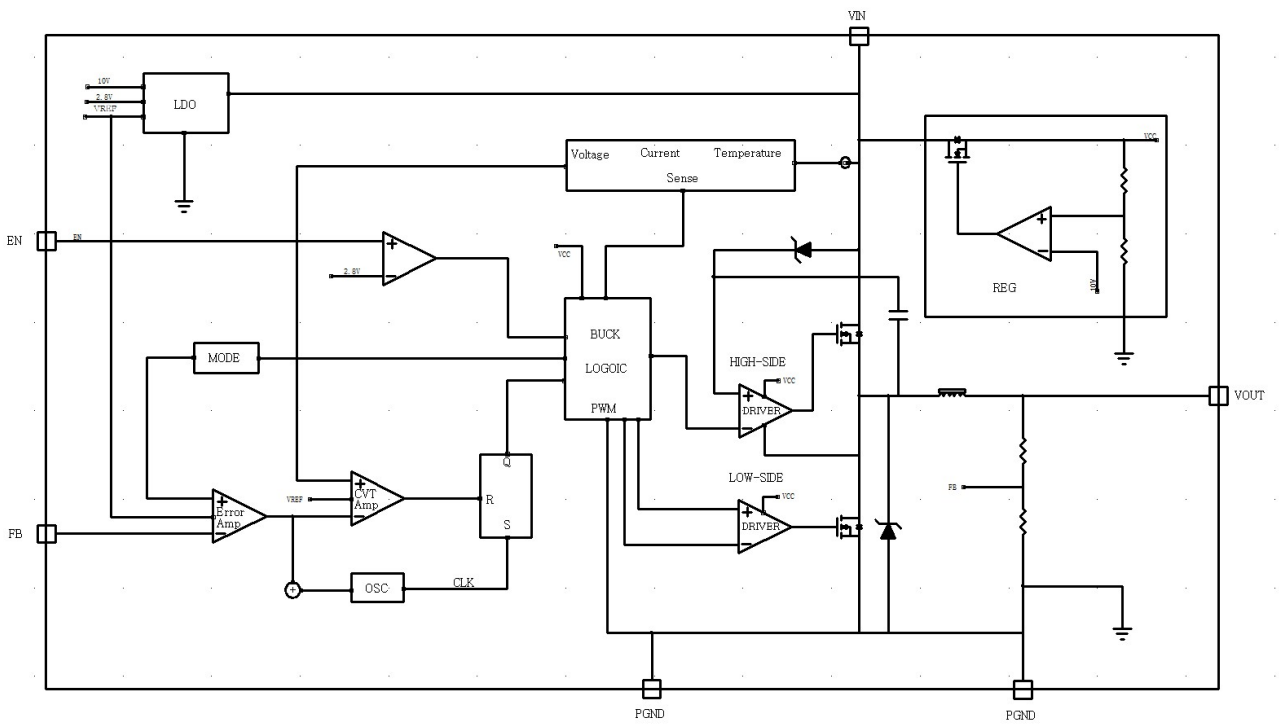 VIN
10V
2.8V
VREF
LDO
Voltage Current Temperature
Sense
VCC
EN
EN
2.8V
VCC
10V
REG
BUCK
LOGOIC
PWM
MODE
HIGH-SIDE
VCC
DRIVER
VOUT
Q
R
S
CVT
Amp
VREF
LOW-SIDE
VCC
DRIVER
FB
Error
Amp
FB
OSC
CLK
PGND
PGND